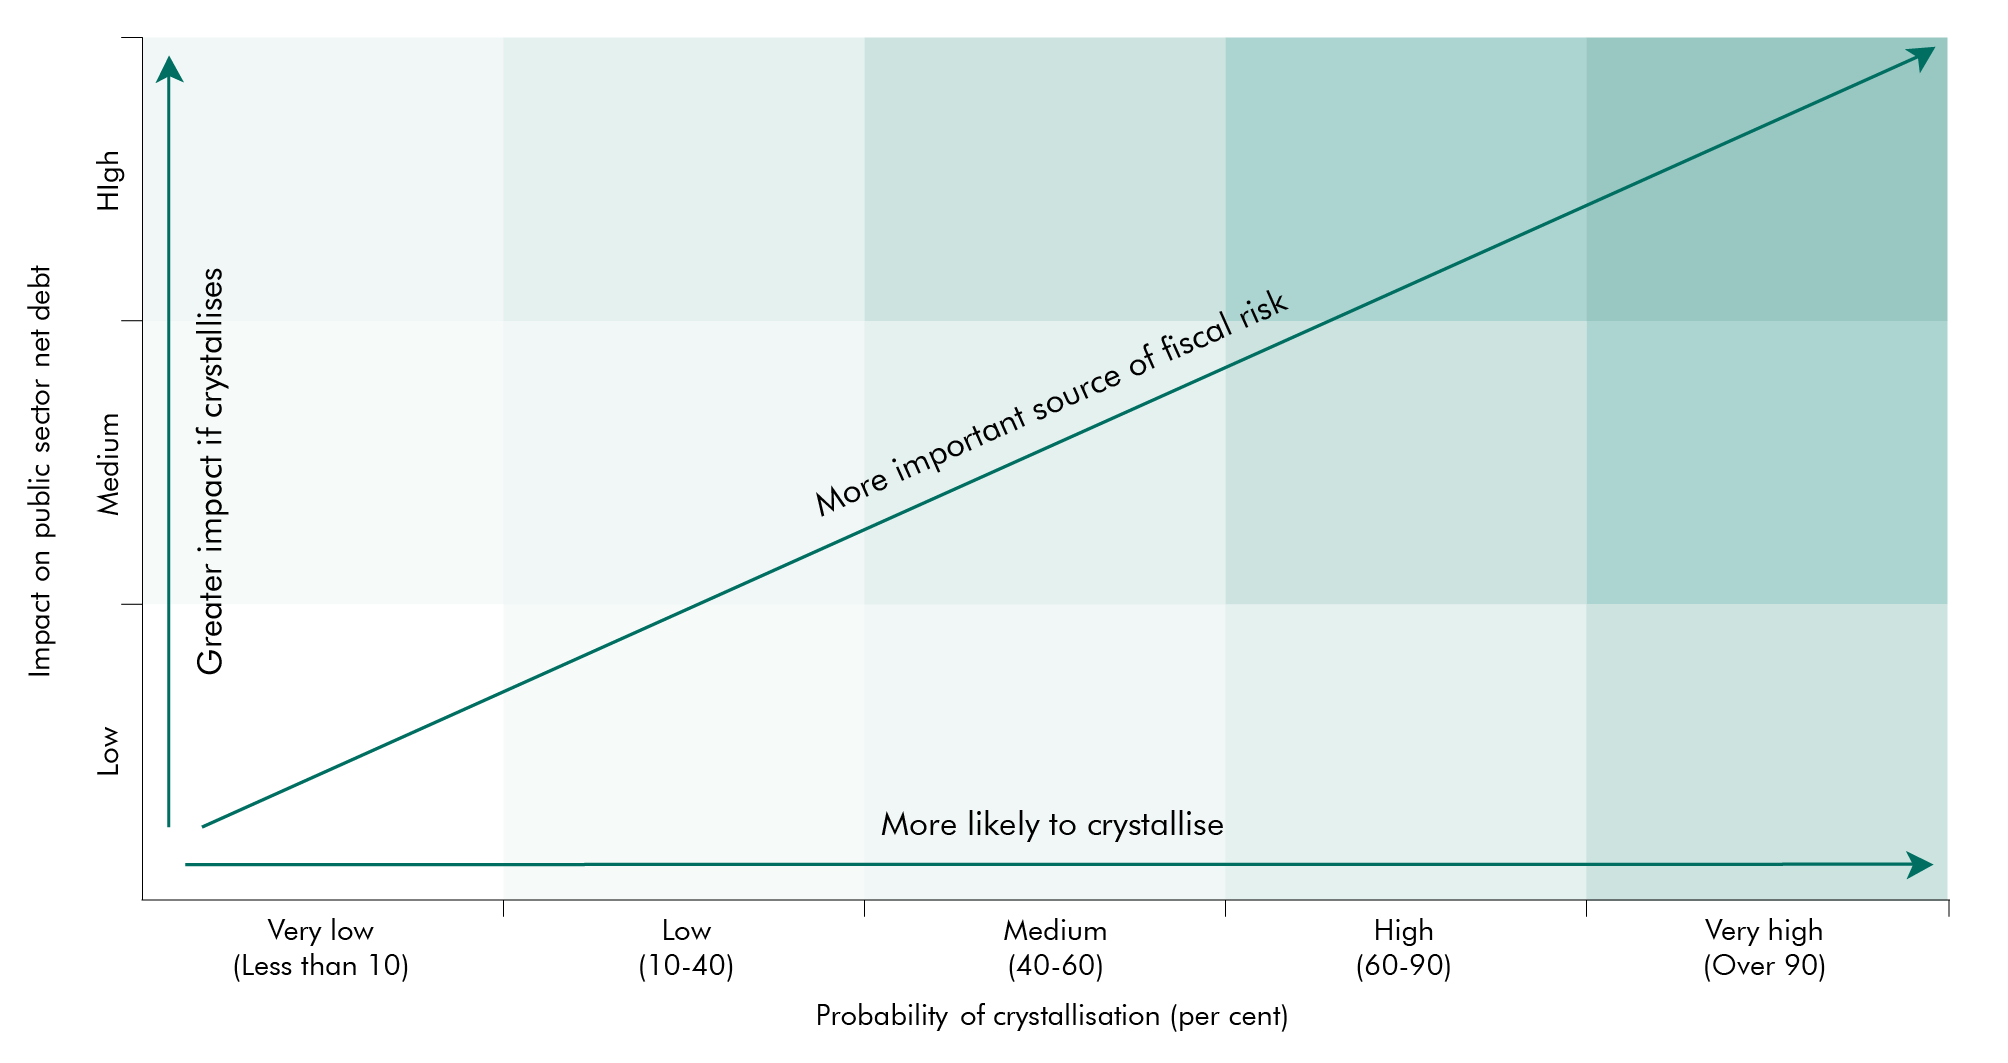 Impact on public sector net debt
HIgh
Medium
Low
Greater impact if crystallises
More important source of fiscal risk
More likely to crystallise
Very low
(Less than 10)
Low
(10-40)
Medium
(40-60)
High
(60-90)
Very high
(Over 90)
Probability of crystallisation (per cent)